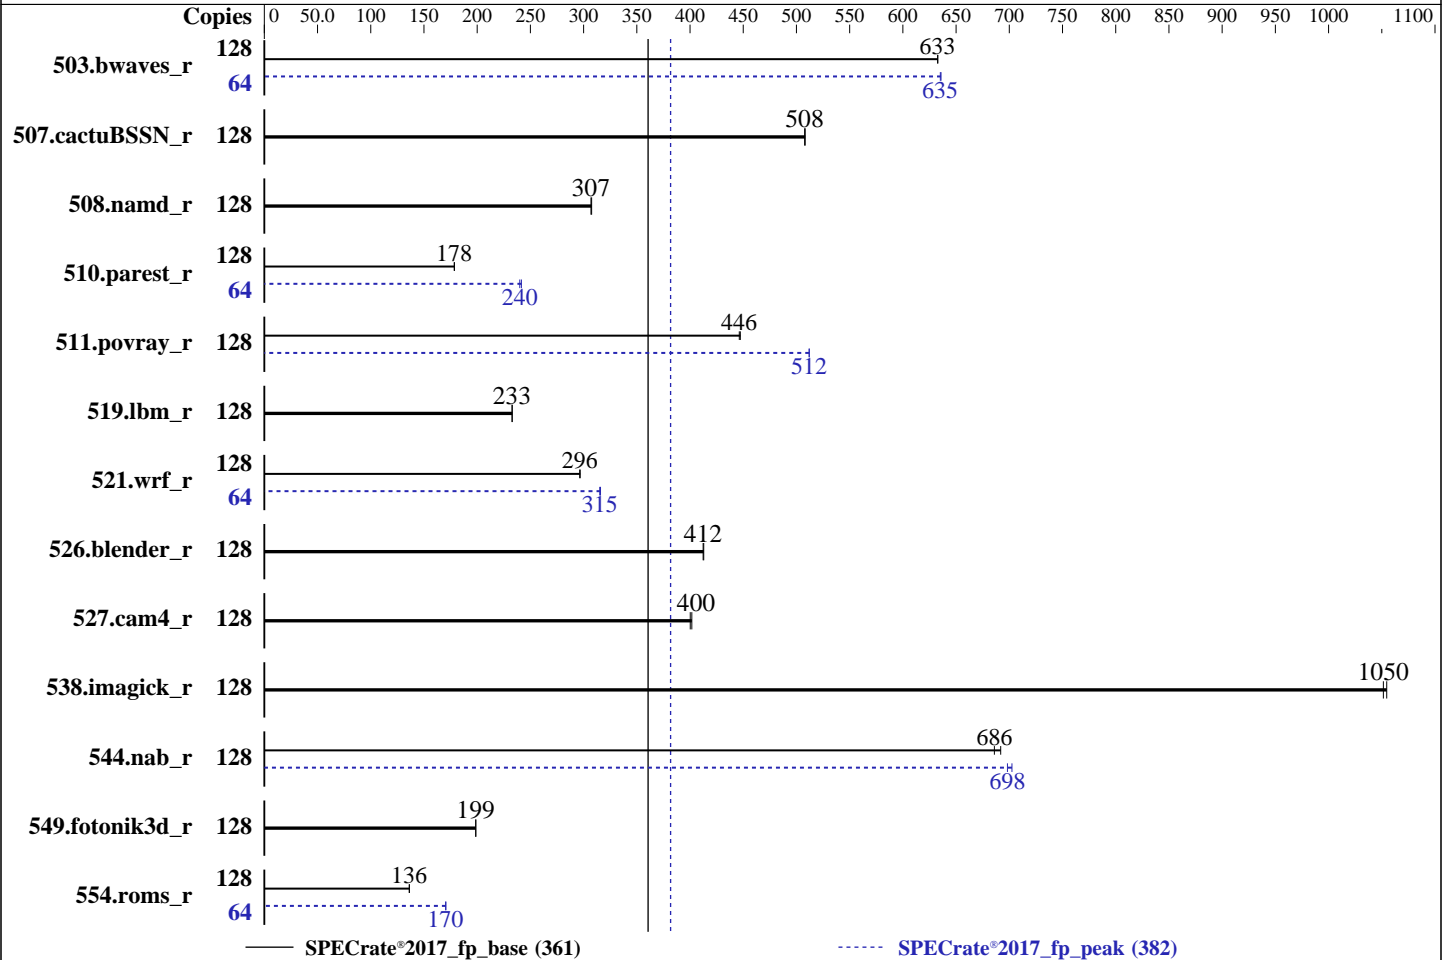 Copies 0 50.0 100 150 200 250 300 350 400 450 500 550 600 650 700 750 800 850 900 950 1000 1100
503.bwaves_r 128 633
64 635
507.cactuBSSN_r 128 508
508.namd_r 128 307
510.parest_r 128 178
64 240
511.povray_r 128 446
512
519.lbm_r 128 233
521.wrf_r 128 296
64 315
526.blender_r 128 412
527.cam4_r 128 400
538.imagick_r 128 1050
544.nab_r 128 686
698
549.fotonik3d_r 128 199
554.roms_r 128 136
64 170
SPECrate®2017_fp_base (361) SPECrate®2017_fp_peak (382)